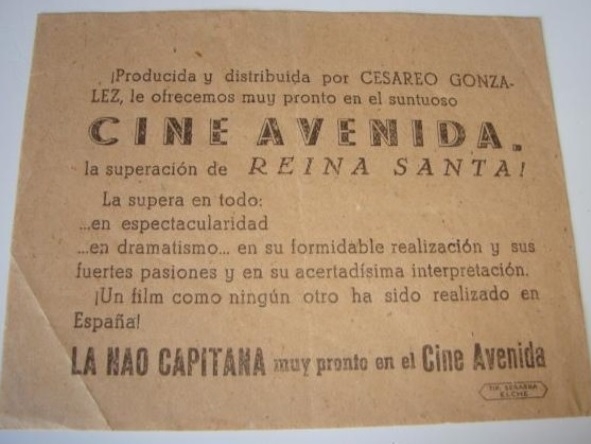 ¡Producida y distribuida por CESAREO GONZA-
LEZ, le ofrecemos muy pronto en el suntuoso
CINE AVENIDA.
la superación de REINA SANTA!
La supera en todo:
...en espectacularidad
...en dramatismo... en su formidable realización y sus
fuertes pasiones y en su acertadísima interpretación.
¡Un film como ningún otro ha sido realizado en
España!
LA NAO CAPITANA muy pronto en el Cine Avenida
ELCHE